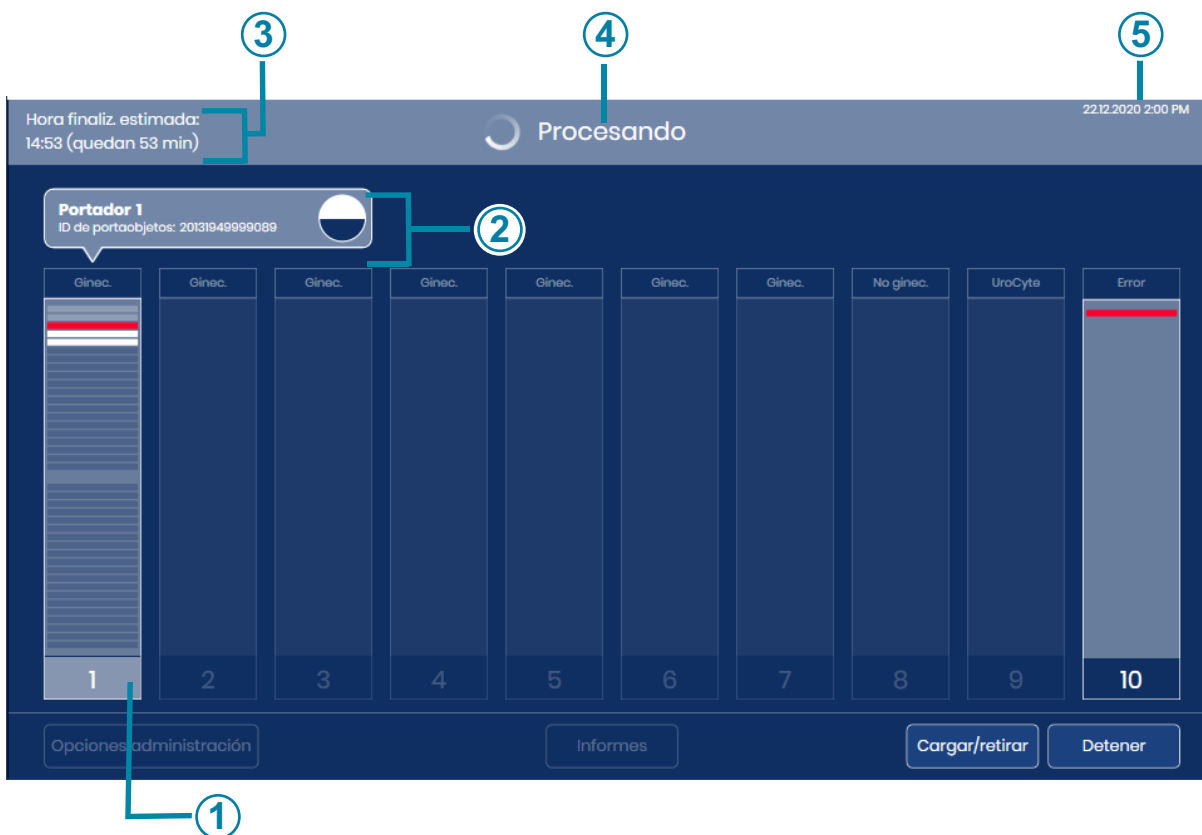 3
4
5
Hora finaliz. estimada:
14:53 (quedan 53 min)
Procesando
22.12.2020 2:00 PM
Portador 1
ID de portaobjetos: 20131949999089
2
Ginec.
Ginec.
Ginec.
Ginec.
Ginec.
Ginec.
Ginec.
No ginec.
UroCyte
Error
1
2
3
4
5
6
7
8
9
10
Opciones administración
Informes
Cargar/retirar
Detener
1